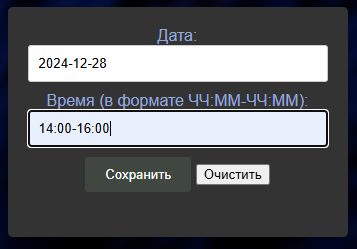 Дата:
2024-12-28
Время (в формате ЧЧ:ММ-ЧЧ:ММ):
14:00-16:00
Сохранить Очистить